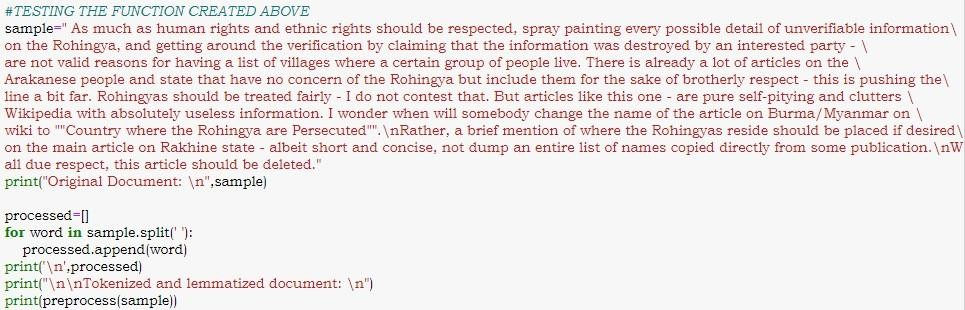 #TESTING THE FUNCTION CREATED ABOVE
sample=" As much as human rights and ethnic rights should be respected, spray painting every possible detail of unverifiable information\
on the Rohingya, and getting around the verification by claiming that the information was destroyed by an interested party - \
are not valid reasons for having a list of villages where a certain group of people live. There is already a lot of articles on the \
Arakanese people and state that have no concern of the Rohingya but include them for the sake of brotherly respect - this is pushing the\
line a bit far. Rohingyas should be treated fairly - I do not contest that. But articles like this one - are pure self-pitying and clutters \
Wikipedia with absolutely useless information. I wonder when will somebody change the name of the article on Burma/Myanmar on \
wiki to ""Country where the Rohingya are Persecuted"".\nRather, a brief mention of where the Rohingyas reside should be placed if desired\
on the main article on Rakhine state - albeit short and concise, not dump an entire list of names copied directly from some publication.\nW
all due respect, this article should be deleted."
print("Original Document: \n",sample)

processed=[]
for word in sample.split(' '):
    processed.append(word)
print('\n',processed)
print("\n\nTokenized and lemmatized document: \n")
print(preprocess(sample))